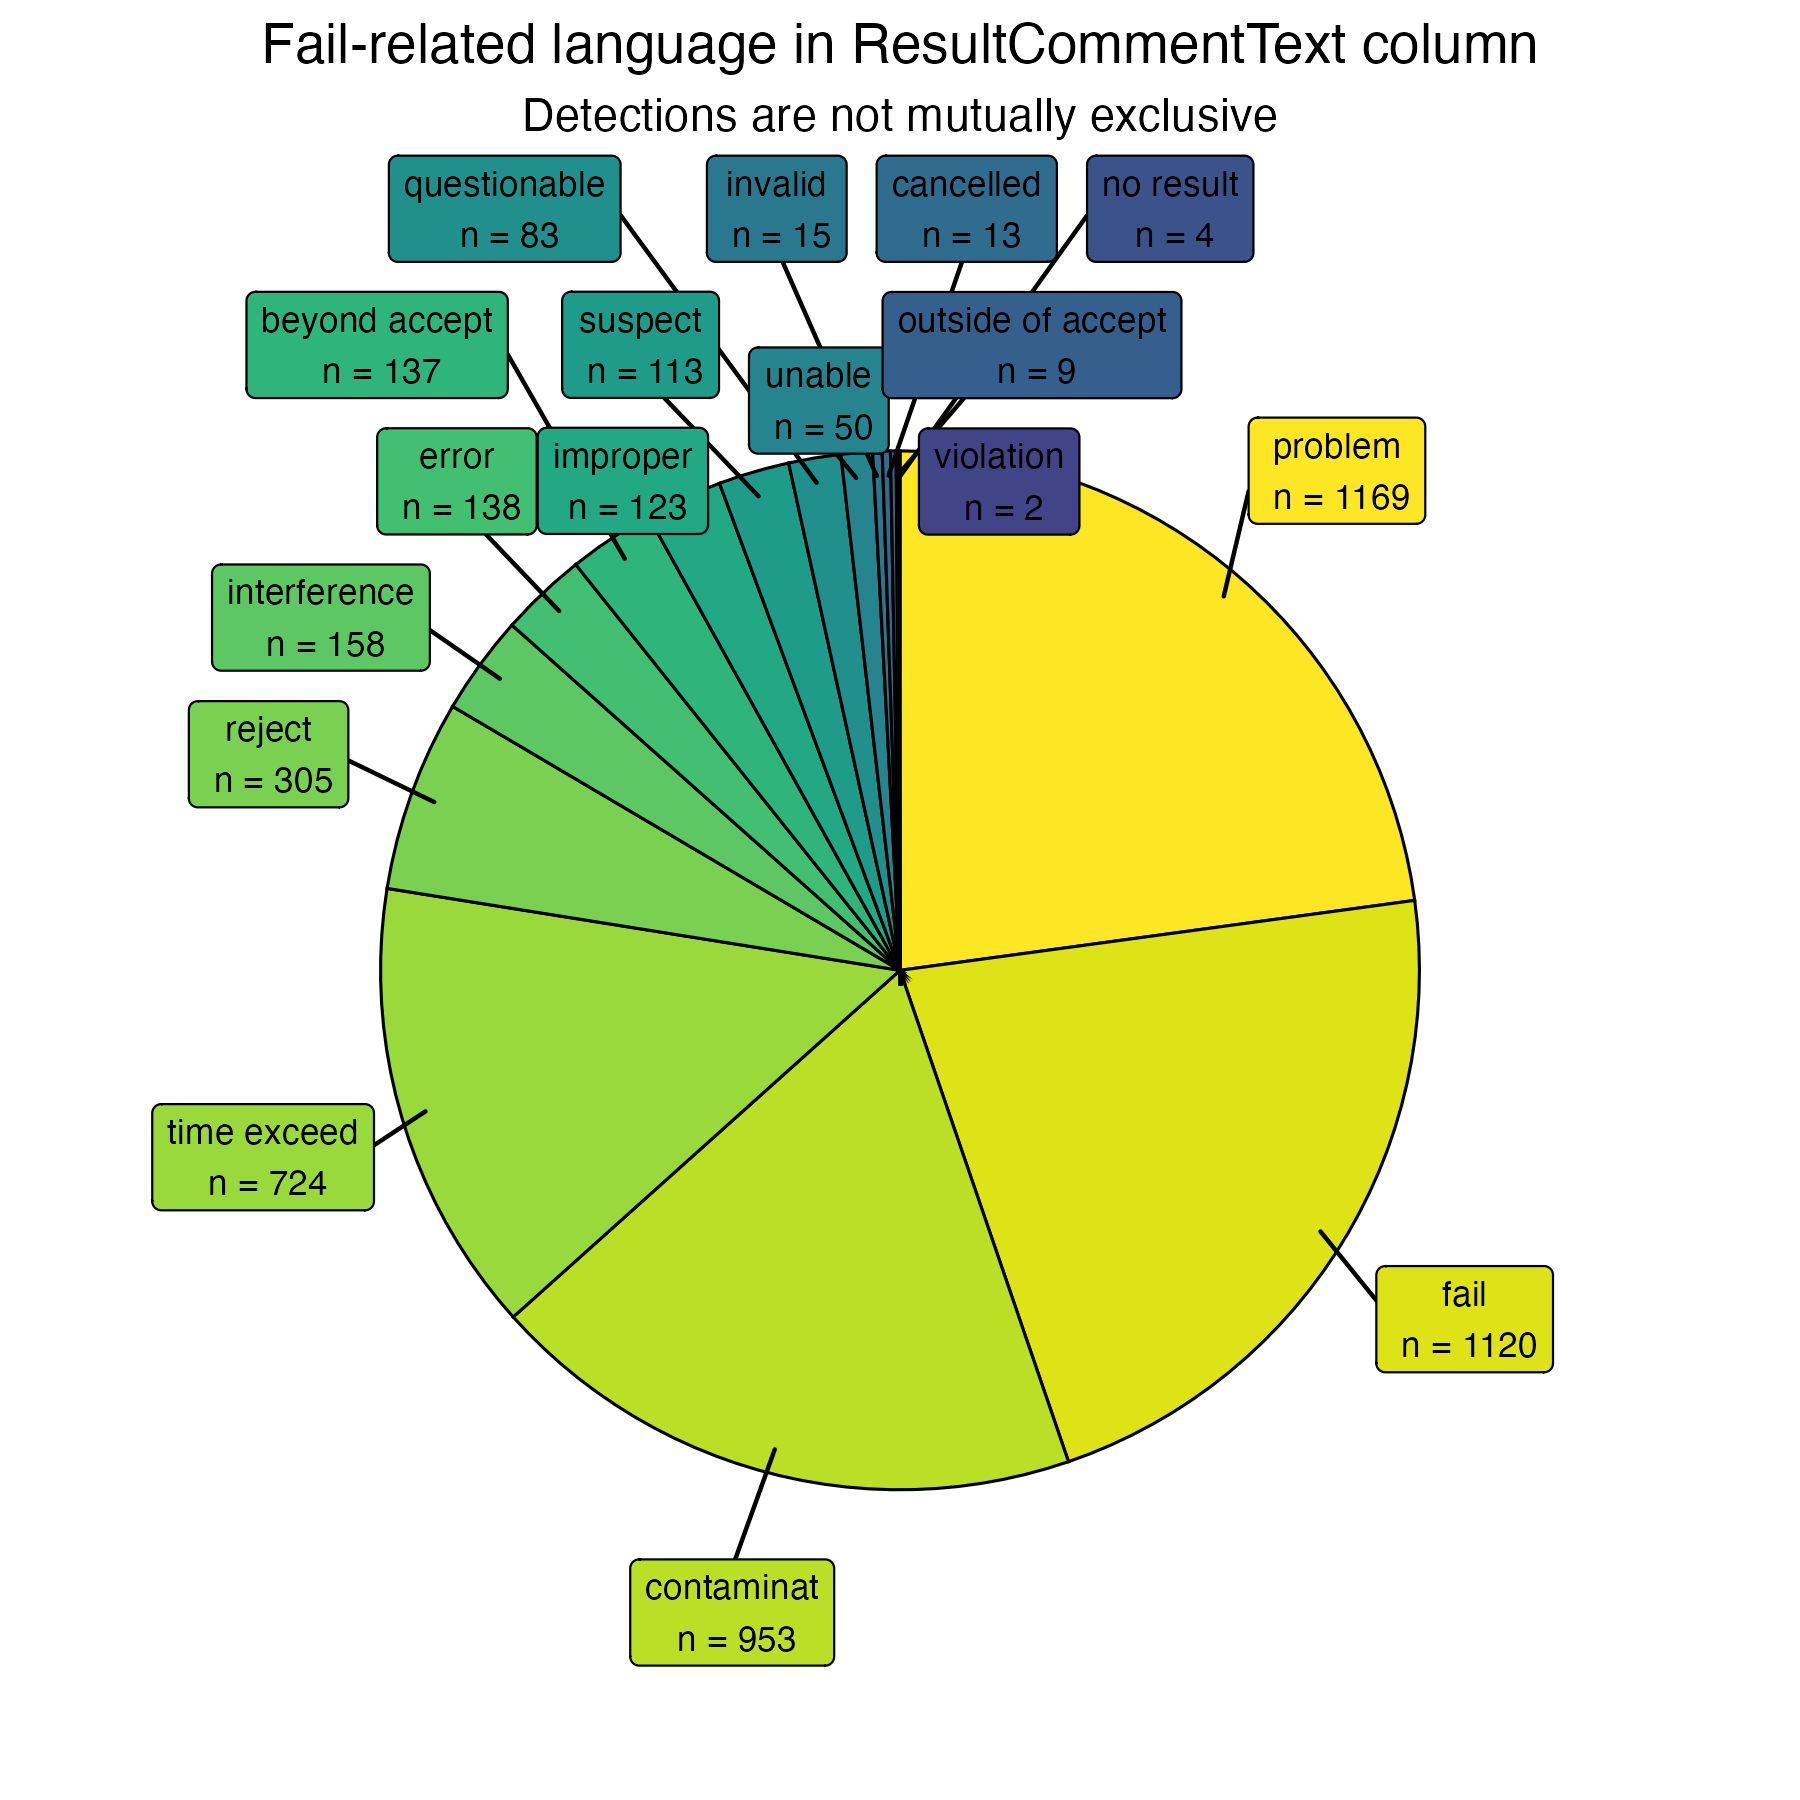 Fail-related language in ResultCommentText column
Detections are not mutually exclusive
questionable
n = 83
invalid
n = 15
cancelled
n = 13
no result
n = 4
beyond accept
n = 137
suspect
n = 113
unable
n = 50
outside of accept
n = 9
error
n = 138
improper
n = 123
violation
n = 2
problem
n = 1169
interference
n = 158
reject
n = 305
time exceed
n = 724
fail
n = 1120
contaminat
n = 953